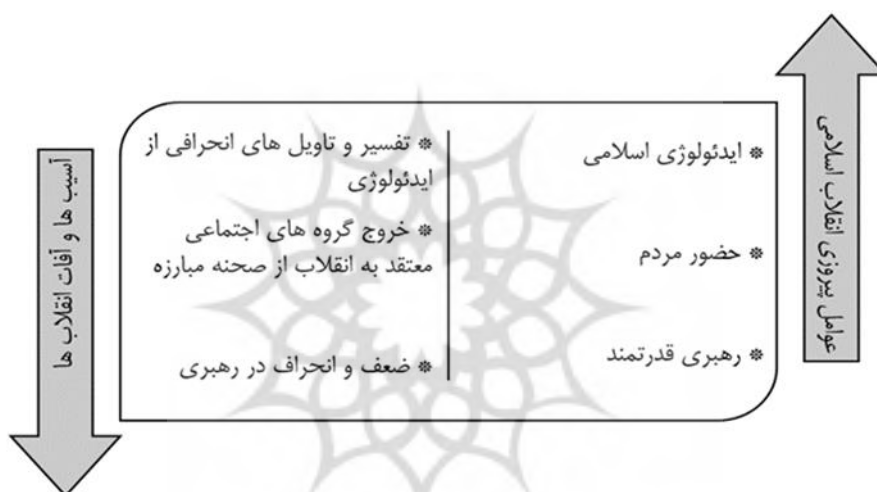 عوامل پیروزی انقلاب اسلامی
* ایدئولوژی اسلامی
* حضور مردم
* رهبری قدرتمند
* تفسیر و تاویل های انحرافی از
ایدئولوژی
* خروج گروه های اجتماعی
معتقد به انقلاب از صحنه مبارزه
* ضعف و انحراف در رهبری
آسیب ها و آفات انقلاب ها